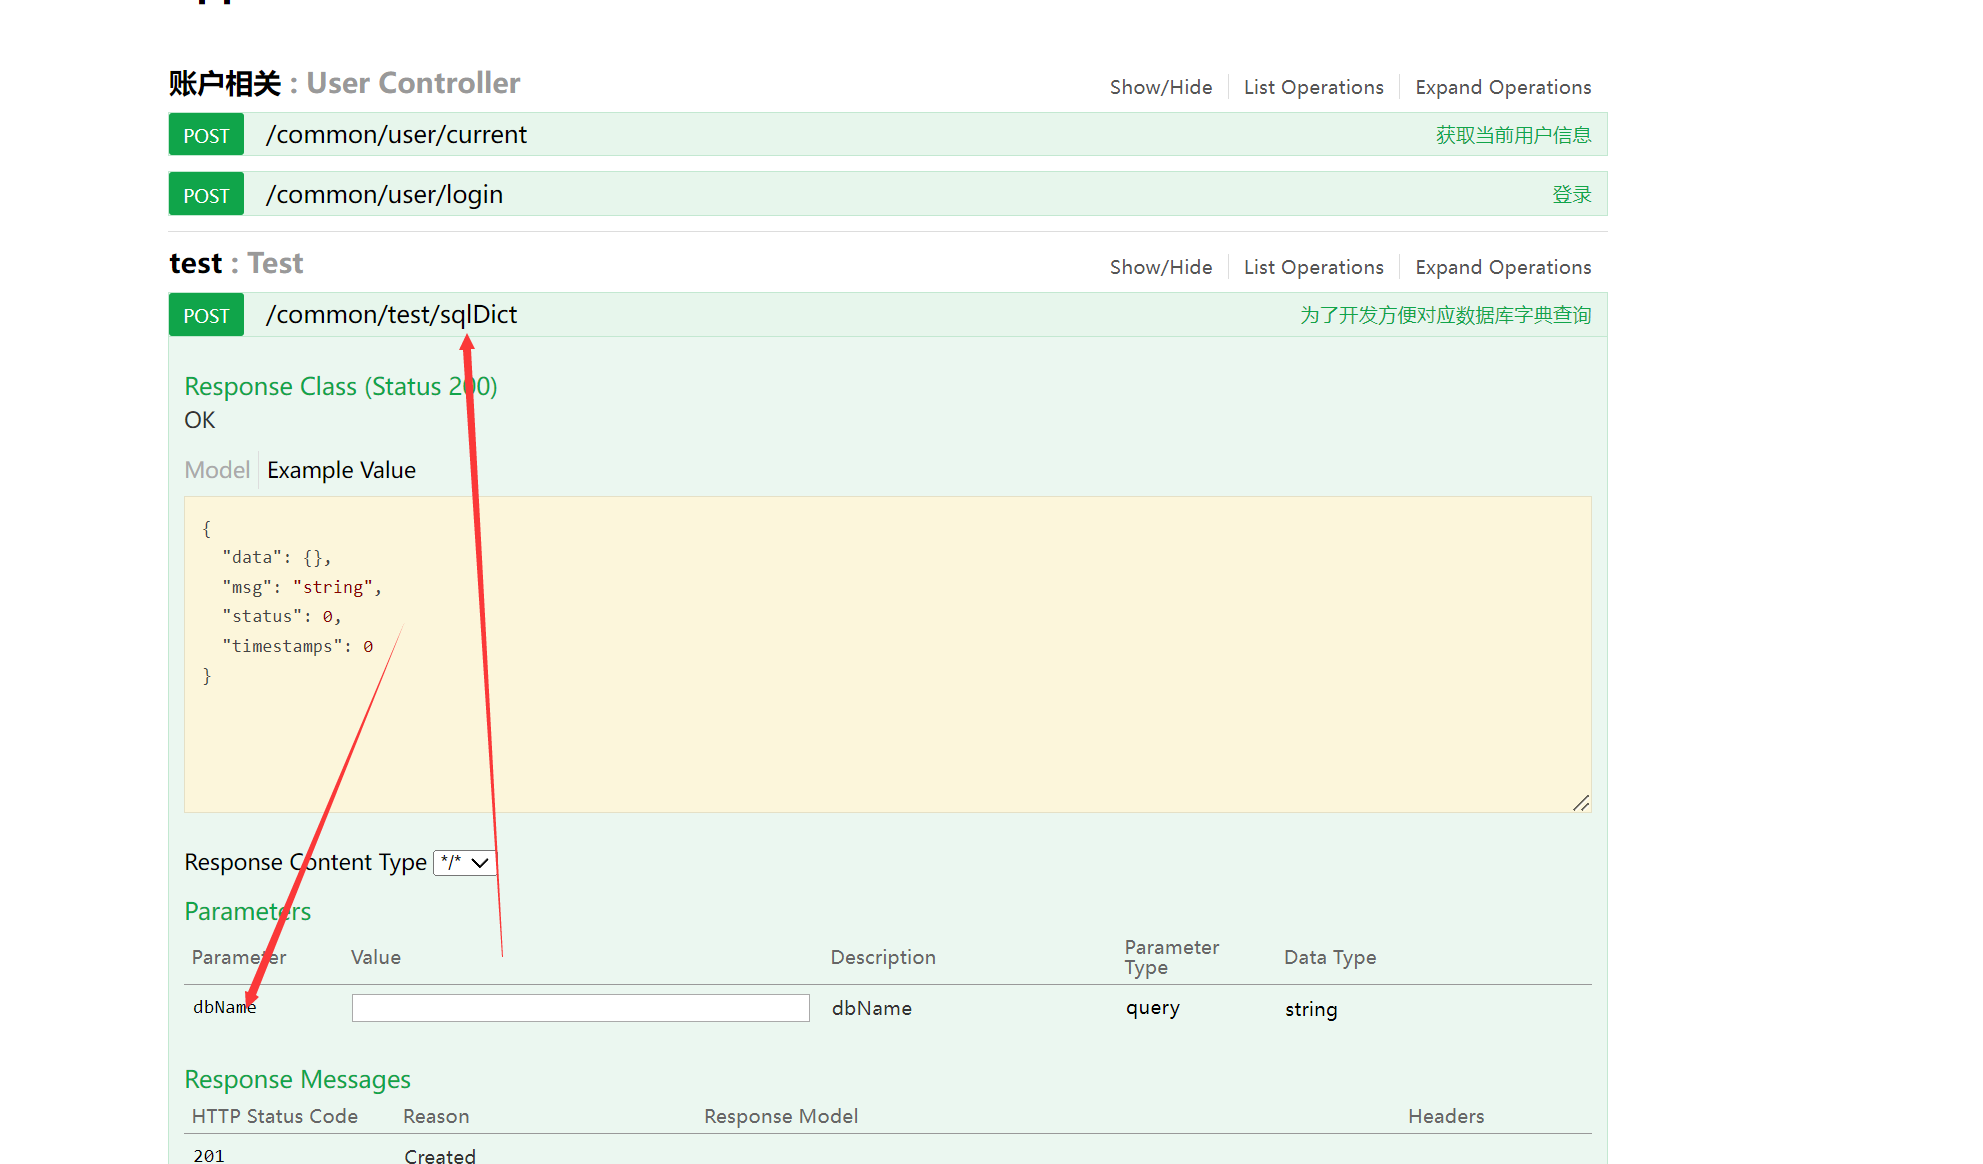 账户相关 : User Controller
Show/Hide
List Operations
Expand Operations
POST
/common/user/current
获取当前用户信息
POST
/common/user/login
登录
test : Test
Show/Hide
List Operations
Expand Operations
POST
/common/test/sqlDict
为了开发方便对应数据库字典查询
Response Class (Status 200)
OK
Model
Example Value
{
"data": {},
"msg": "string",
"status": 0,
"timestamps": 0
}
Response Content Type */*
Parameters
Parameter
Value
Description
Parameter Type
Data Type
dbName
dbName
query
string
Response Messages
HTTP Status Code
Reason
Response Model
Headers
201
Created